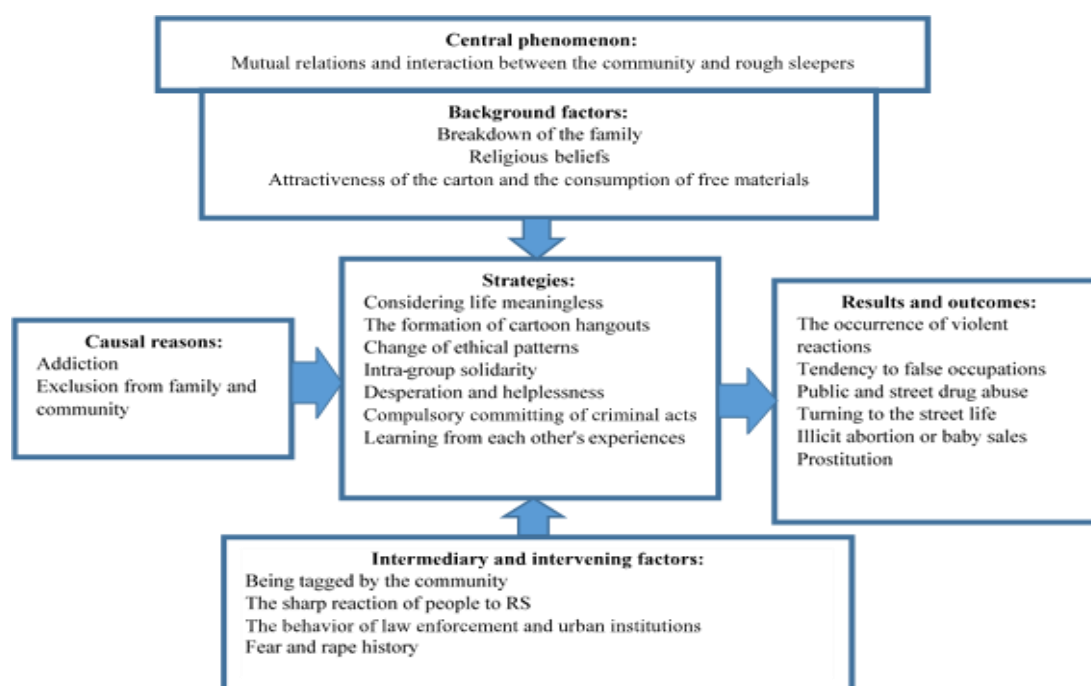 Central phenomenon:
Mutual relations and interaction between the community and rough sleepers
Background factors:
Breakdown of the family
Religious beliefs
Attractiveness of the carton and the consumption of free materials
Causal reasons:
Addiction
Exclusion from family and
community
Strategies:
Considering life meaningless
The formation of cartoon hangouts
Change of ethical patterns
Intra-group solidarity
Desperation and helplessness
Compulsory committing of criminal acts
Learning from each other's experiences
Results and outcomes:
The occurrence of violent
reactions
Tendency to false occupations
Public and street drug abuse
Turning to the street life
Illicit abortion or baby sales
Prostitution
Intermediary and intervening factors:
Being tagged by the community
The sharp reaction of people to RS
The behavior of law enforcement and urban institutions
Fear and rape history